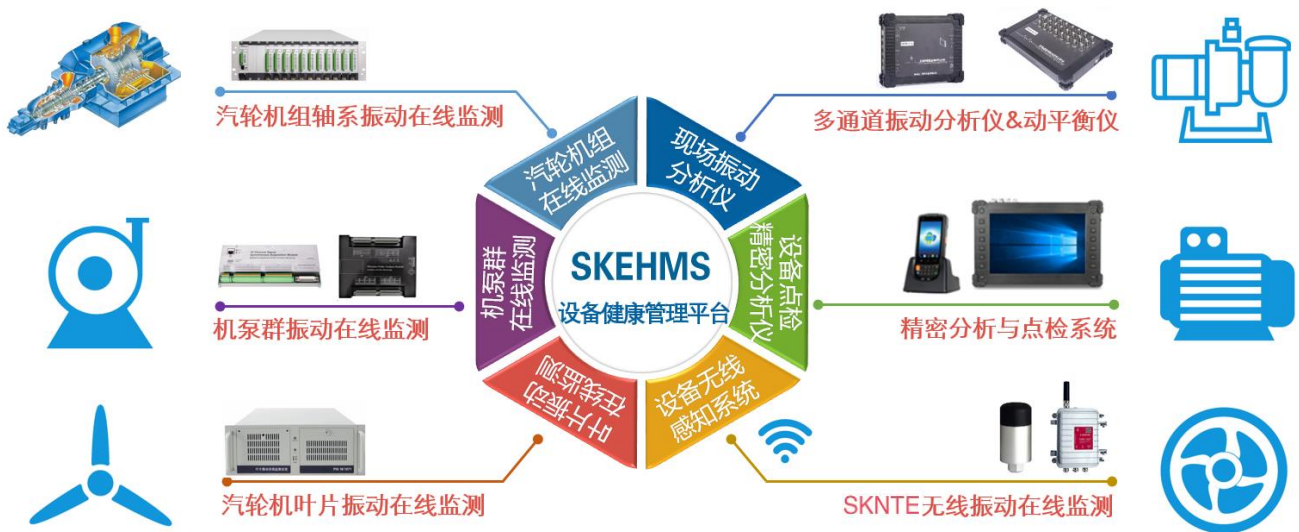 汽轮机组轴系振动在线监测
多通道振动分析仪&动平衡仪
汽轮机组
在线监测
现场振动
分析仪
机泵群
在线监测
SKEHMS
设备健康管理平台
设备点检
精密分析仪
机泵群振动在线监测
精密分析与点检系统
叶片振动
在线监测
设备无线
感知系统
汽轮机叶片振动在线监测
SKNTE无线振动在线监测